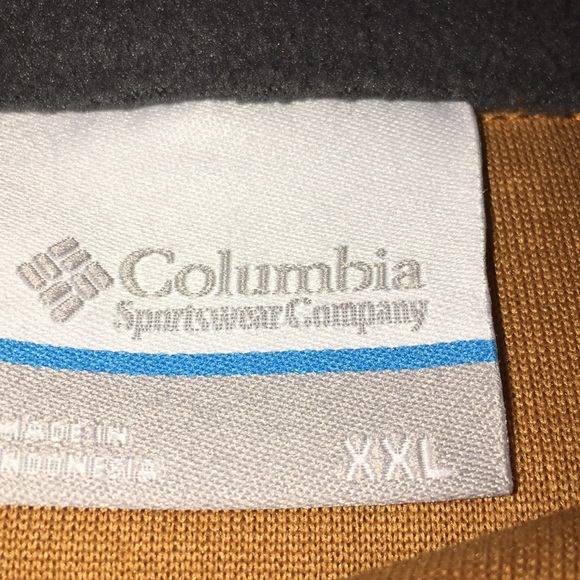 Columbia
Sportswear Company
MADE IN
INDONESIA
XXL